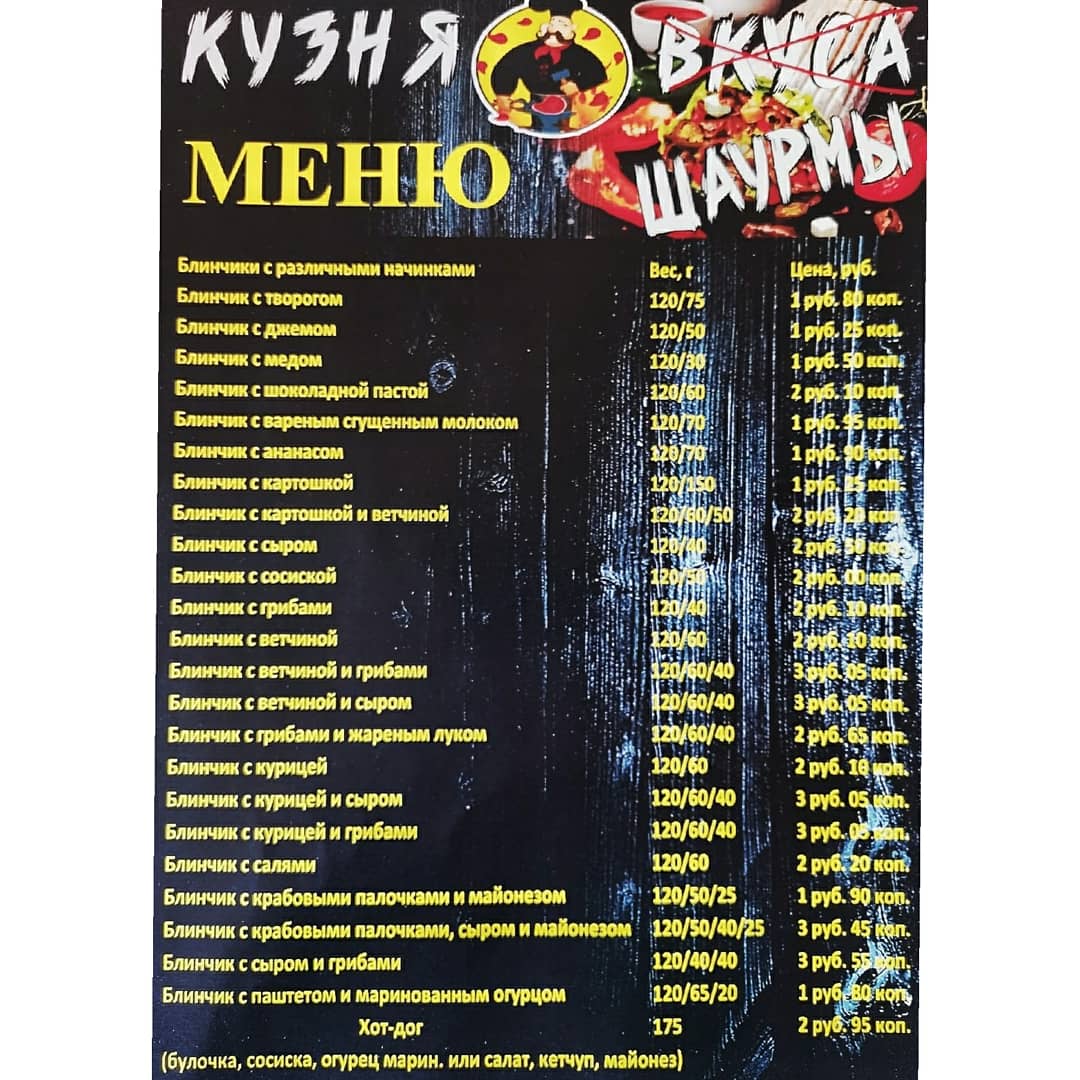 КУЗНЯ ВКУСА
ШАУРМЫ
МЕНЮ
Блинчики с различными начинками Вес, г Цена, руб.
Блинчик с творогом 120/75 1 руб. 80 коп.
Блинчик с джемом 120/50 1 руб. 25 коп.
Блинчик с медом 120/30 1 руб. 50 коп.
Блинчик с шоколадной пастой 120/60 2 руб. 10 коп.
Блинчик с вареным сгущенным молоком 120/70 1 руб. 95 коп.
Блинчик с ананасом 120/70 1 руб. 90 коп.
Блинчик с картошкой 120/150 1 руб. 25 коп.
Блинчик с картошкой и ветчиной 120/60/50 2 руб. 20 коп.
Блинчик с сыром 120/40 2 руб. 50 коп.
Блинчик с сосиской 120/50 2 руб. 00 коп.
Блинчик с грибами 120/40 2 руб. 10 коп.
Блинчик с ветчиной 120/60 2 руб. 10 коп.
Блинчик с ветчиной и грибами 120/60/40 3 руб. 05 коп.
Блинчик с ветчиной и сыром 120/60/40 3 руб. 05 коп.
Блинчик с грибами и жареным луком 120/60/40 2 руб. 65 коп.
Блинчик с курицей 120/60 2 руб. 10 коп.
Блинчик с курицей и сыром 120/60/40 3 руб. 05 коп.
Блинчик с курицей и грибами 120/60/40 3 руб. 05 коп.
Блинчик с салями 120/60 2 руб. 20 коп.
Блинчик с крабовыми палочками и майонезом 120/50/25 1 руб. 90 коп.
Блинчик с крабовыми палочками, сыром и майонезом 120/50/40/25 3 руб. 45 коп.
Блинчик с сыром и грибами 120/40/40 3 руб. 55 коп.
Блинчик с паштетом и маринованным огурцом 120/65/20 1 руб. 80 коп.
Хот-дог 175 2 руб. 95 коп.
(булочка, сосиска, огурец марин. или салат, кетчуп, майонез)